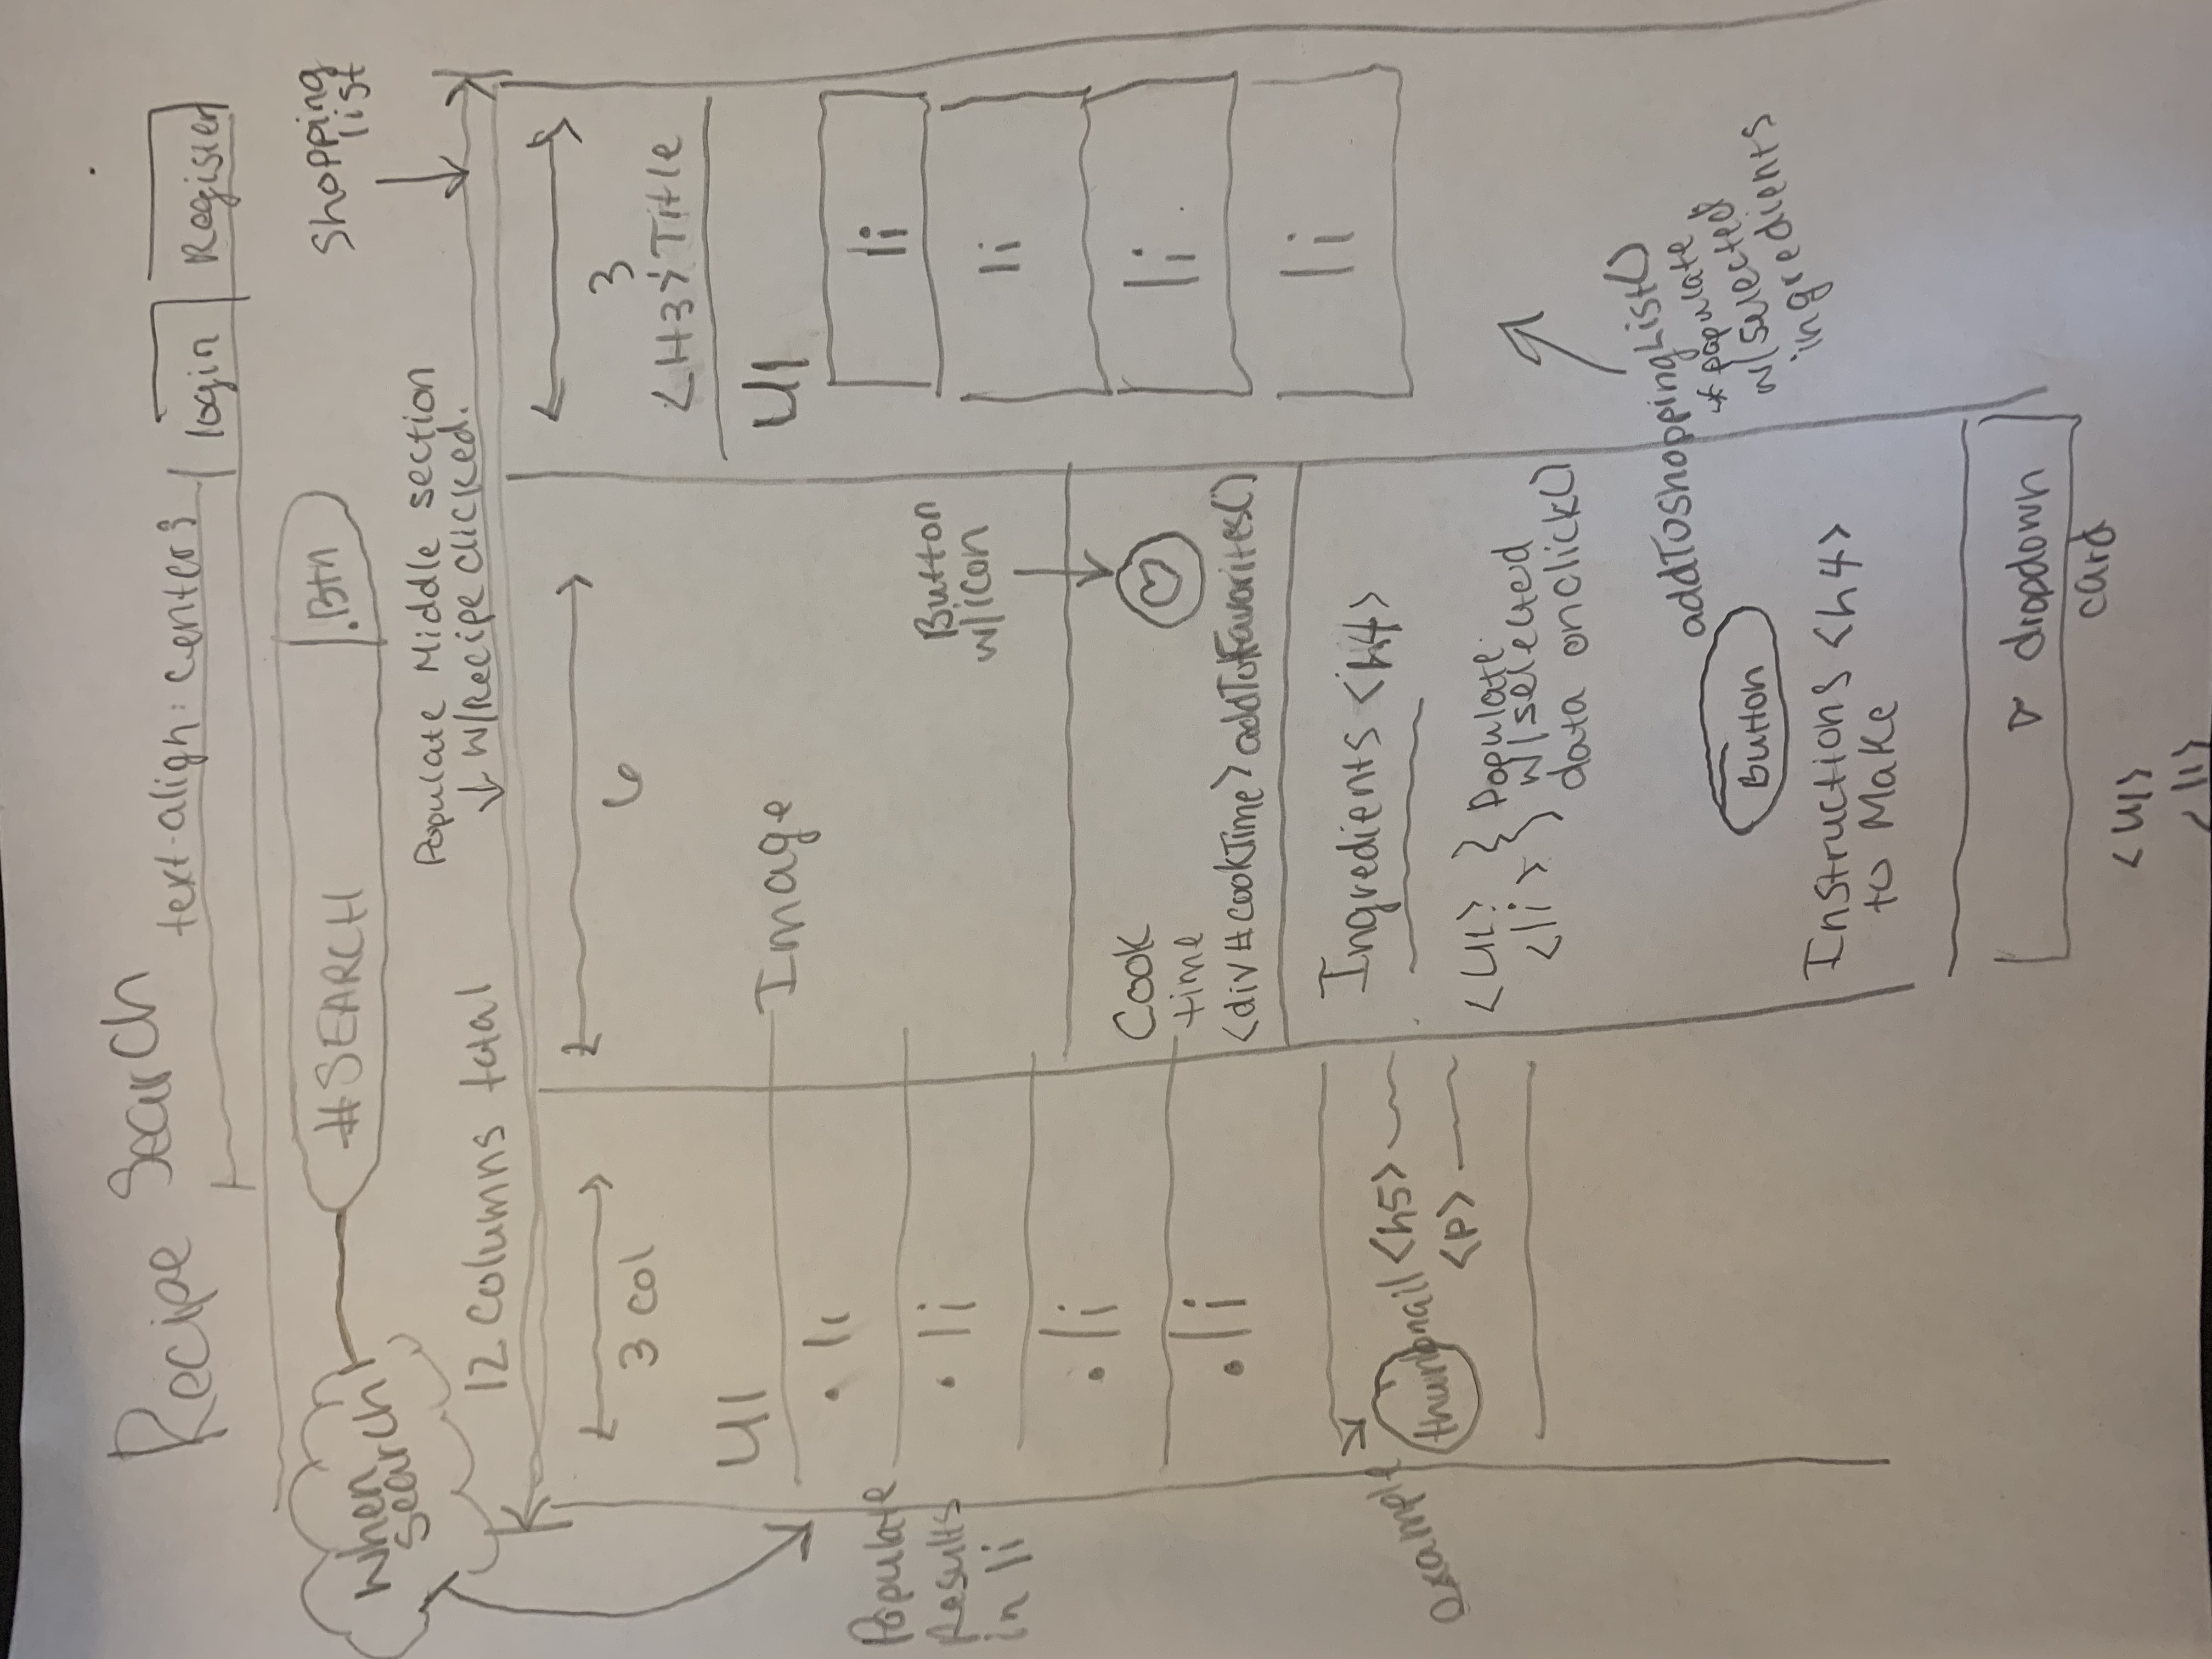 Recipe Search
text-align: center;
login
Register
#SEARCH
.Btn
When
search
Shopping
list
Populate Middle section
w/Recipe clicked.
12 Columns total
3 col
6
3
<H3> Title
Ul
• li
• li
• li
• li
Populate
Results
in li
example
thumbnail <h5>
<p>
Image
Button
w/icon
Cook
time
<div #cookTime> addToFavorites()
Ingredients <h4>
<UL>
<li>
Populate
w/selected
data onclick()
addToShoppingList()
* populate
w/selected
ingredients
Button
Instructions <h4>
to Make
dropdown
card
<Ul>
<li>
Ul
li
li
li
li